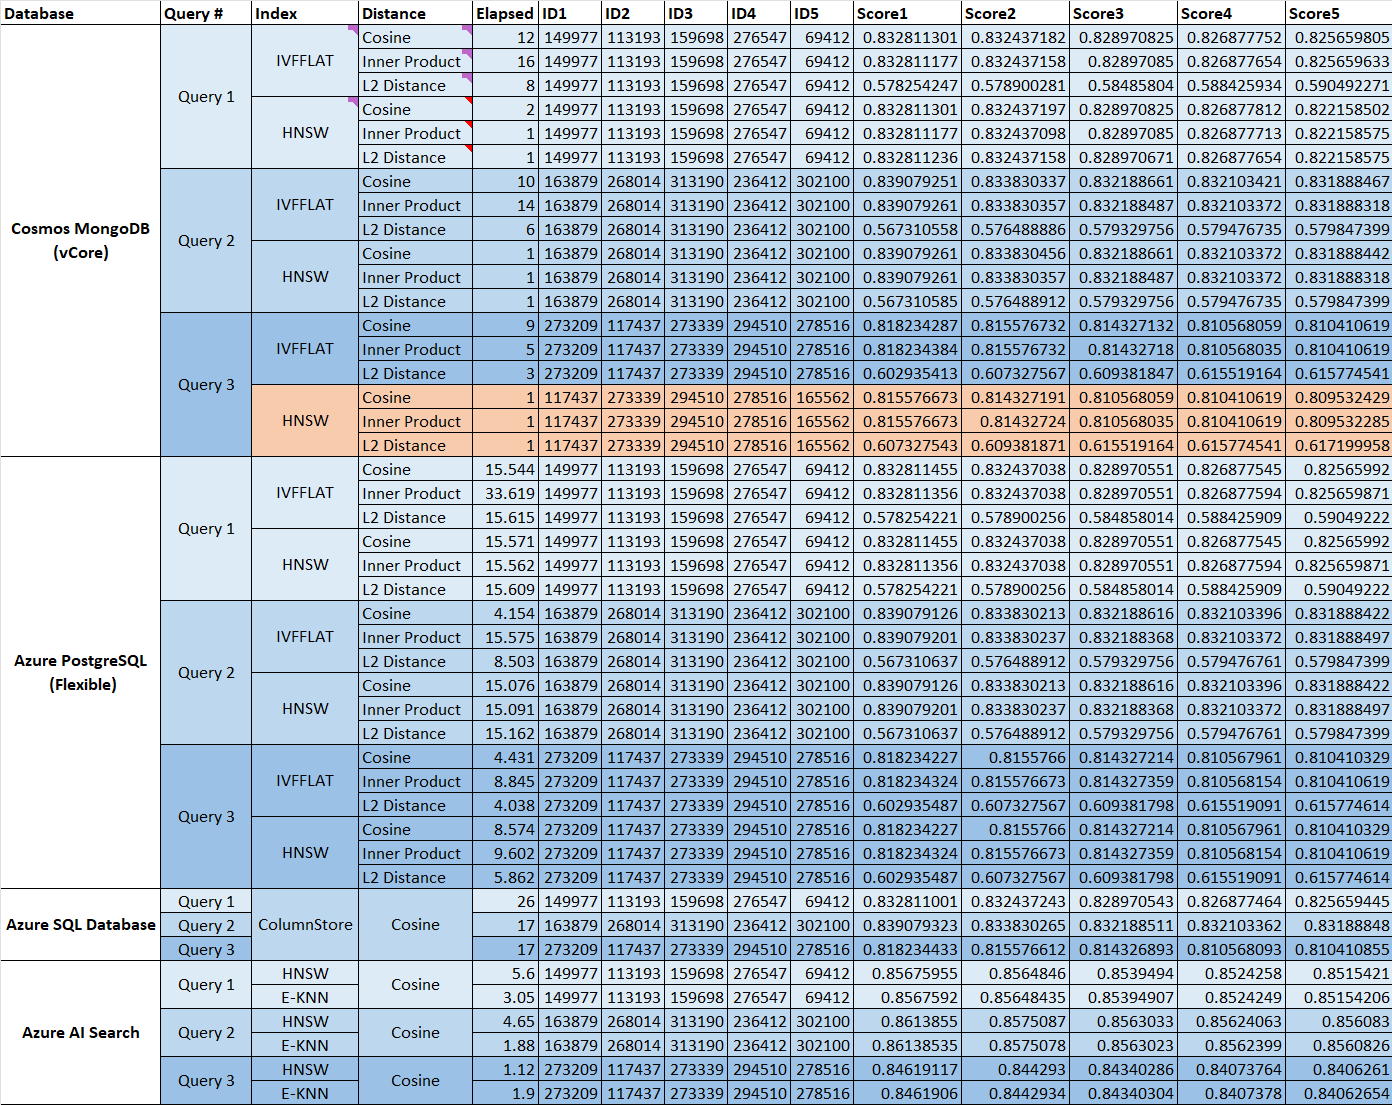 Database Query # Index Distance Elapsed ID1 ID2 ID3 ID4 ID5 Score1 Score2 Score3 Score4 Score5
Cosmos MongoDB (vCore) Query 1 IVFFLAT Cosine 12 149977 113193 159698 276547 69412 0.832811301 0.832437182 0.828970825 0.826877752 0.825659805
Inner Product 16 149977 113193 159698 276547 69412 0.832811177 0.832437158 0.82897085 0.826877654 0.825659633
L2 Distance 8 149977 113193 159698 276547 69412 0.578254247 0.578900281 0.58485804 0.588425934 0.590492271
HNSW Cosine 2 149977 113193 159698 276547 69412 0.832811301 0.832437197 0.828970825 0.826877812 0.822158502
Inner Product 1 149977 113193 159698 276547 69412 0.832811177 0.832437098 0.82897085 0.826877713 0.822158575
L2 Distance 1 149977 113193 159698 276547 69412 0.832811236 0.832437158 0.828970671 0.826877654 0.822158575
Query 2 IVFFLAT Cosine 10 163879 268014 313190 236412 302100 0.839079251 0.833830337 0.832188661 0.832103421 0.831888467
Inner Product 14 163879 268014 313190 236412 302100 0.839079261 0.833830357 0.832188487 0.832103372 0.831888318
L2 Distance 6 163879 268014 313190 236412 302100 0.567310558 0.576488886 0.579329756 0.579476735 0.579847399
HNSW Cosine 1 163879 268014 313190 236412 302100 0.839079261 0.833830456 0.832188661 0.832103372 0.831888442
Inner Product 1 163879 268014 313190 236412 302100 0.839079261 0.833830357 0.832188487 0.832103372 0.831888318
L2 Distance 1 163879 268014 313190 236412 302100 0.567310585 0.576488912 0.579329756 0.579476735 0.579847399
Query 3 IVFFLAT Cosine 9 273209 117437 273339 294510 278516 0.818234287 0.815576732 0.814327132 0.810568059 0.810410619
Inner Product 5 273209 117437 273339 294510 278516 0.818234384 0.815576732 0.81432718 0.810568035 0.810410619
L2 Distance 3 273209 117437 273339 294510 278516 0.602935413 0.607327567 0.609381847 0.615519164 0.615774541
HNSW Cosine 1 117437 273339 294510 278516 165562 0.815576673 0.814327191 0.810568059 0.810410619 0.809532429
Inner Product 1 117437 273339 294510 278516 165562 0.815576673 0.81432724 0.810568035 0.810410619 0.809532285
L2 Distance 1 117437 273339 294510 278516 165562 0.607327543 0.609381871 0.615519164 0.615774541 0.617199958
Azure PostgreSQL (Flexible) Query 1 IVFFLAT Cosine 15.544 149977 113193 159698 276547 69412 0.832811455 0.832437038 0.828970551 0.826877545 0.82565992
Inner Product 33.619 149977 113193 159698 276547 69412 0.832811356 0.832437038 0.828970551 0.826877594 0.825659871
L2 Distance 15.615 149977 113193 159698 276547 69412 0.578254221 0.578900256 0.584858014 0.588425909 0.59049222
HNSW Cosine 15.571 149977 113193 159698 276547 69412 0.832811455 0.832437038 0.828970551 0.826877545 0.82565992
Inner Product 15.562 149977 113193 159698 276547 69412 0.832811356 0.832437038 0.828970551 0.826877594 0.825659871
L2 Distance 15.609 149977 113193 159698 276547 69412 0.578254221 0.578900256 0.584858014 0.588425909 0.59049222
Query 2 IVFFLAT Cosine 4.154 163879 268014 313190 236412 302100 0.839079126 0.833830213 0.832188616 0.832103396 0.831888422
Inner Product 15.575 163879 268014 313190 236412 302100 0.839079201 0.833830237 0.832188368 0.832103372 0.831888497
L2 Distance 8.503 163879 268014 313190 236412 302100 0.567310637 0.576488912 0.579329756 0.579476761 0.579847399
HNSW Cosine 15.076 163879 268014 313190 236412 302100 0.839079126 0.833830213 0.832188616 0.832103396 0.831888422
Inner Product 15.091 163879 268014 313190 236412 302100 0.839079201 0.833830237 0.832188368 0.832103372 0.831888497
L2 Distance 15.162 163879 268014 313190 236412 302100 0.567310637 0.576488912 0.579329756 0.579476761 0.579847399
Query 3 IVFFLAT Cosine 4.431 273209 117437 273339 294510 278516 0.818234227 0.8155766 0.814327214 0.810567961 0.810410329
Inner Product 8.845 273209 117437 273339 294510 278516 0.818234324 0.815576673 0.814327359 0.810568154 0.810410619
L2 Distance 4.038 273209 117437 273339 294510 278516 0.602935487 0.607327567 0.609381798 0.615519091 0.615774614
HNSW Cosine 8.574 273209 117437 273339 294510 278516 0.818234227 0.8155766 0.814327214 0.810567961 0.810410329
Inner Product 9.602 273209 117437 273339 294510 278516 0.818234324 0.815576673 0.814327359 0.810568154 0.810410619
L2 Distance 5.862 273209 117437 273339 294510 278516 0.602935487 0.607327567 0.609381798 0.615519091 0.615774614
Azure SQL Database Query 1 ColumnStore Cosine 26 149977 113193 159698 276547 69412 0.832811001 0.832437243 0.828970543 0.826877464 0.825659445
Query 2 17 163879 268014 313190 236412 302100 0.839079323 0.833830265 0.832188511 0.832103362 0.83188848
Query 3 17 273209 117437 273339 294510 278516 0.818234433 0.815576612 0.814326893 0.810568093 0.810410855
Azure AI Search Query 1 HNSW Cosine 5.6 149977 113193 159698 276547 69412 0.85675955 0.8564846 0.8539494 0.8524258 0.8515421
E-KNN 3.05 149977 113193 159698 276547 69412 0.8567592 0.85648435 0.85394907 0.8524249 0.85154206
Query 2 HNSW Cosine 4.65 163879 268014 313190 236412 302100 0.8613855 0.8575087 0.8563033 0.85624063 0.856083
E-KNN 1.88 163879 268014 313190 236412 302100 0.86138535 0.8575078 0.8563023 0.8562399 0.8560826
Query 3 HNSW Cosine 1.12 273209 117437 273339 294510 278516 0.84619117 0.844293 0.84340286 0.84073764 0.8406261
E-KNN 1.9 273209 117437 273339 294510 278516 0.8461906 0.8442934 0.84340304 0.8407378 0.84062654